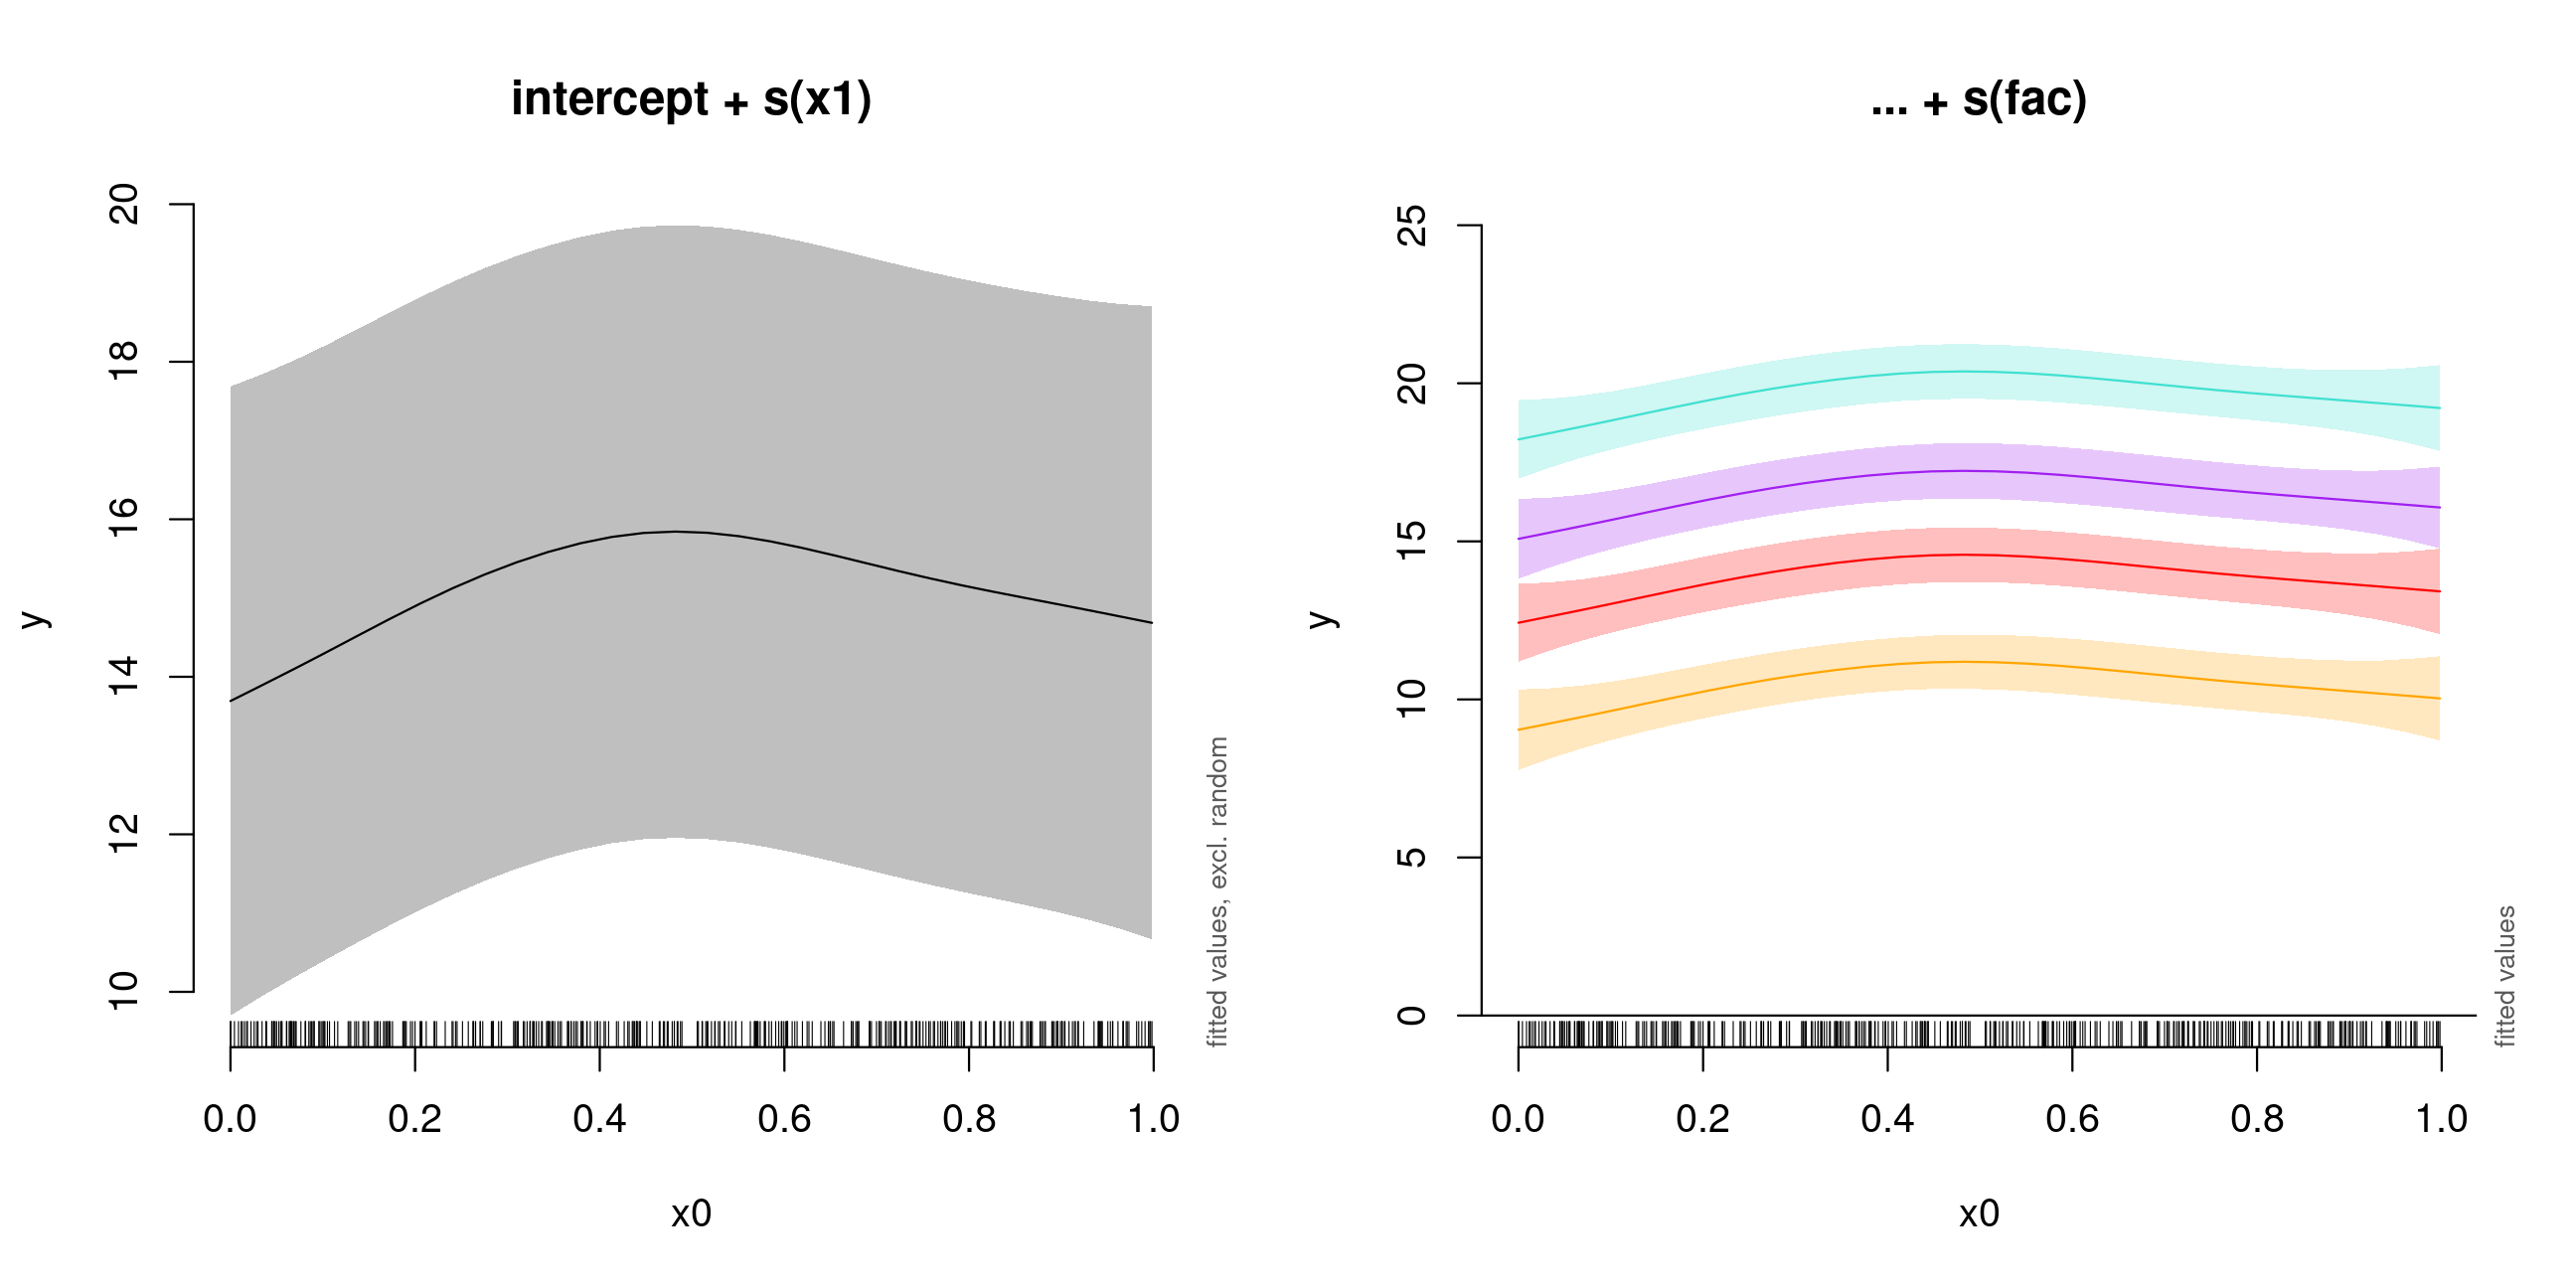 intercept + s(x1)
y
20
18
16
14
12
10
0.0 0.2 0.4 0.6 0.8 1.0
x0
fitted values, excl. random
... + s(fac)
y
25
20
15
10
5
0
0.0 0.2 0.4 0.6 0.8 1.0
x0
fitted values